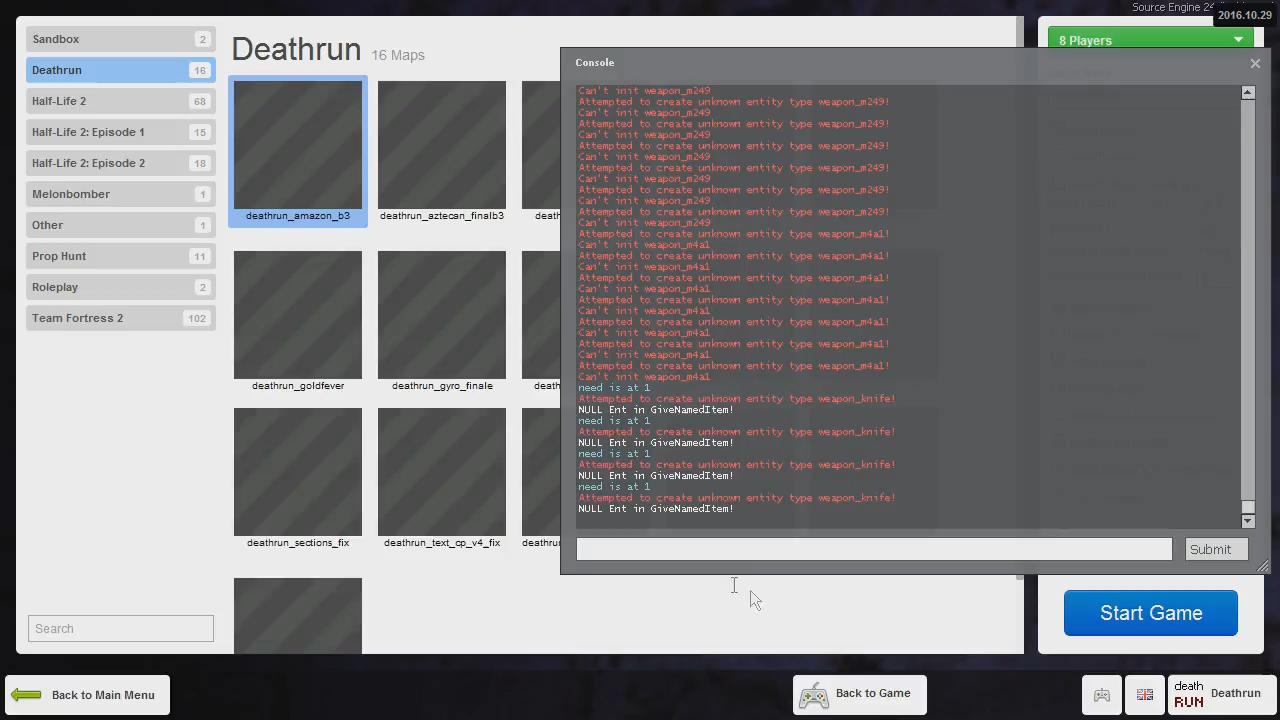 Source Engine 24
2016.10.29
Sandbox 2
Deathrun 16
Half-Life 2 68
Half-Life 2: Episode 1 15
Half-Life 2: Episode 2 18
Melonbomber 1
Other 1
Prop Hunt 11
Roleplay 2
Team Fortress 2 102
Search
Deathrun 16 Maps
deathrun_amazon_b3
deathrun_aztecan_finalb3
death
deathrun_goldfever
deathrun_gyro_finale
death
deathrun_sections_fix
deathrun_text_cp_v4_fix
deathru
8 Players
Console
Can't init weapon_m249
Attempted to create unknown entity type weapon_m249!
Can't init weapon_m249
Attempted to create unknown entity type weapon_m249!
Can't init weapon_m249
Attempted to create unknown entity type weapon_m249!
Can't init weapon_m249
Attempted to create unknown entity type weapon_m249!
Can't init weapon_m249
Attempted to create unknown entity type weapon_m249!
Can't init weapon_m249
Attempted to create unknown entity type weapon_m249!
Can't init weapon_m249
Attempted to create unknown entity type weapon_m4a1!
Can't init weapon_m4a1
Attempted to create unknown entity type weapon_m4a1!
Can't init weapon_m4a1
Attempted to create unknown entity type weapon_m4a1!
Can't init weapon_m4a1
Attempted to create unknown entity type weapon_m4a1!
Can't init weapon_m4a1
Attempted to create unknown entity type weapon_m4a1!
Can't init weapon_m4a1
Attempted to create unknown entity type weapon_m4a1!
Can't init weapon_m4a1
Attempted to create unknown entity type weapon_m4a1!
Can't init weapon_m4a1
need is at 1
Attempted to create unknown entity type weapon_knife!
NULL Ent in GiveNamedItem!
need is at 1
Attempted to create unknown entity type weapon_knife!
NULL Ent in GiveNamedItem!
need is at 1
Attempted to create unknown entity type weapon_knife!
NULL Ent in GiveNamedItem!
need is at 1
Attempted to create unknown entity type weapon_knife!
NULL Ent in GiveNamedItem!
Submit
Start Game
Back to Main Menu
Back to Game
death
RUN
Deathrun